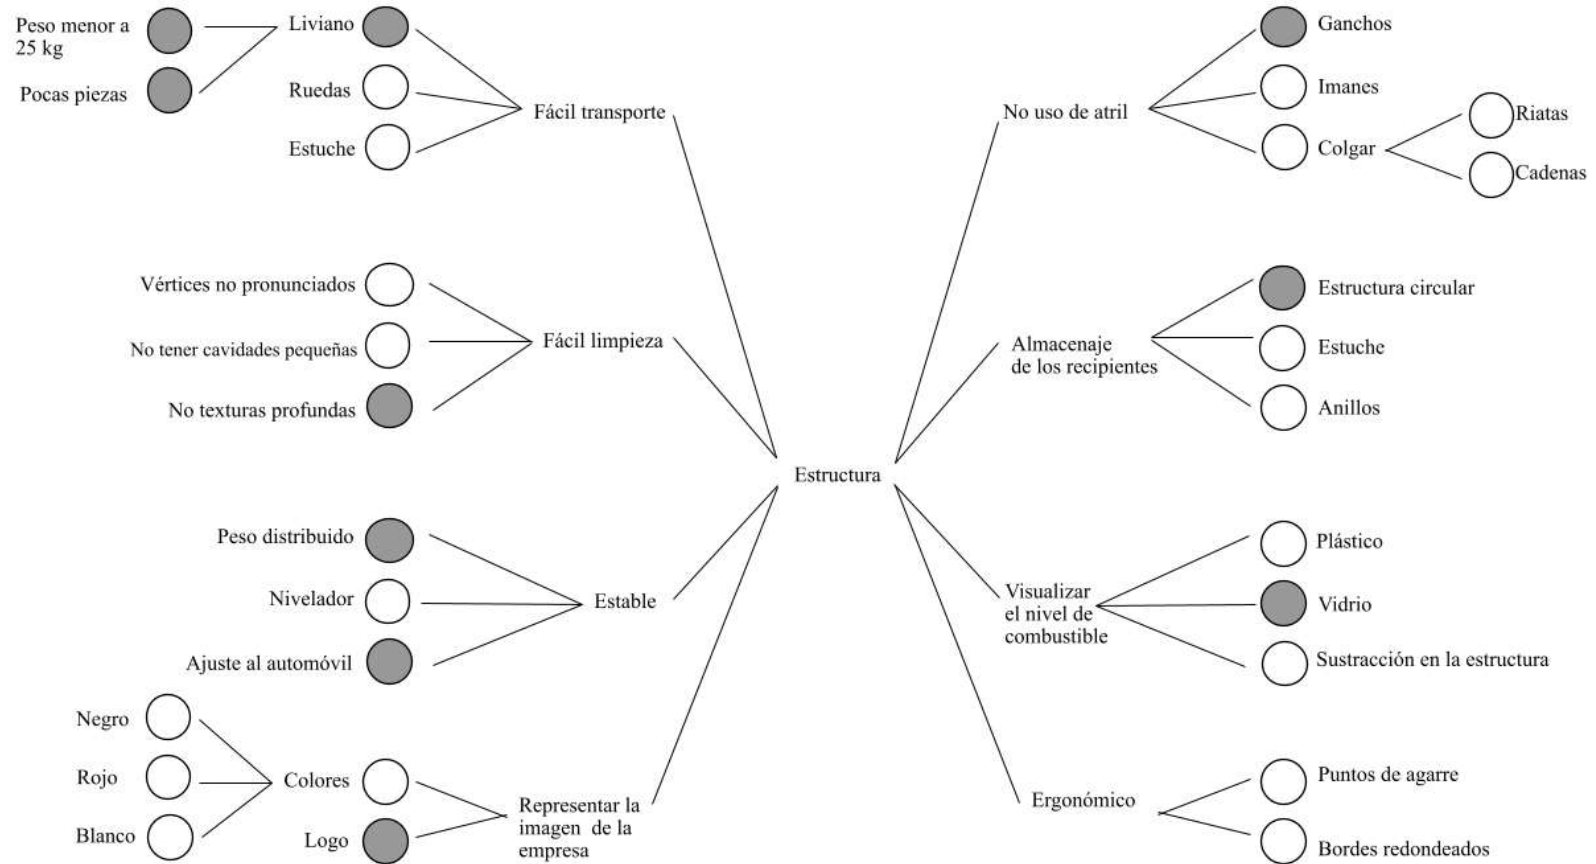 Peso menor a
25 kg
Pocas piezas
Liviano
Ruedas
Estuche
Fácil transporte
Vértices no pronunciados
No tener cavidades pequeñas
No texturas profundas
Fácil limpieza
Peso distribuido
Nivelador
Ajuste al automóvil
Estable
Negro
Rojo
Blanco
Colores
Logo
Representar la
imagen de la
empresa
Estructura
No uso de atril
Ganchos
Imanes
Colgar
Riatas
Cadenas
Almacenaje
de los recipientes
Estructura circular
Estuche
Anillos
Visualizar
el nivel de
combustible
Plástico
Vidrio
Sustracción en la estructura
Ergonómico
Puntos de agarre
Bordes redondeados